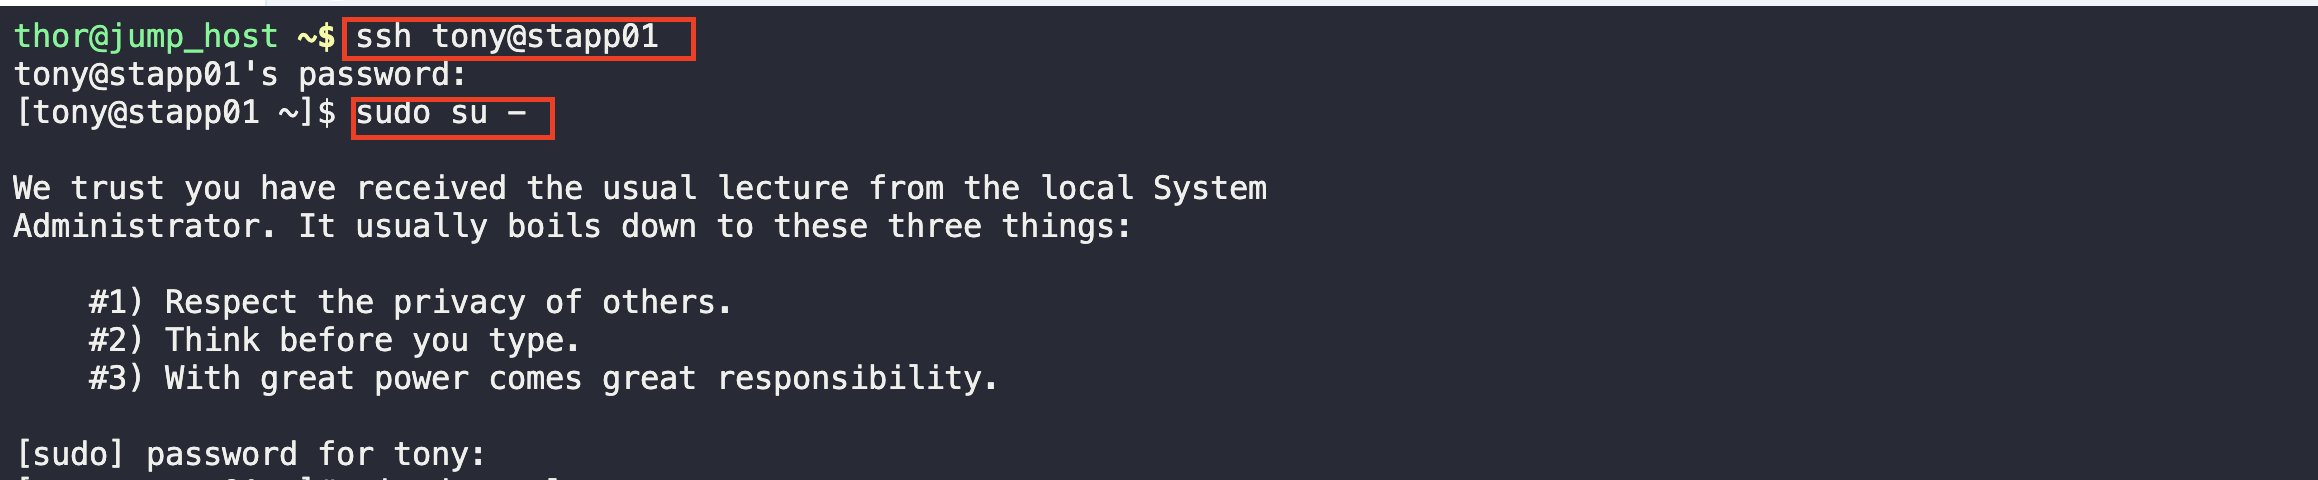 thor@jump_host ~$ ssh tony@stapp01
tony@stapp01's password:
[tony@stapp01 ~]$ sudo su -
We trust you have received the usual lecture from the local System
Administrator. It usually boils down to these three things:
#1) Respect the privacy of others.
#2) Think before you type.
#3) With great power comes great responsibility.
[sudo] password for tony: